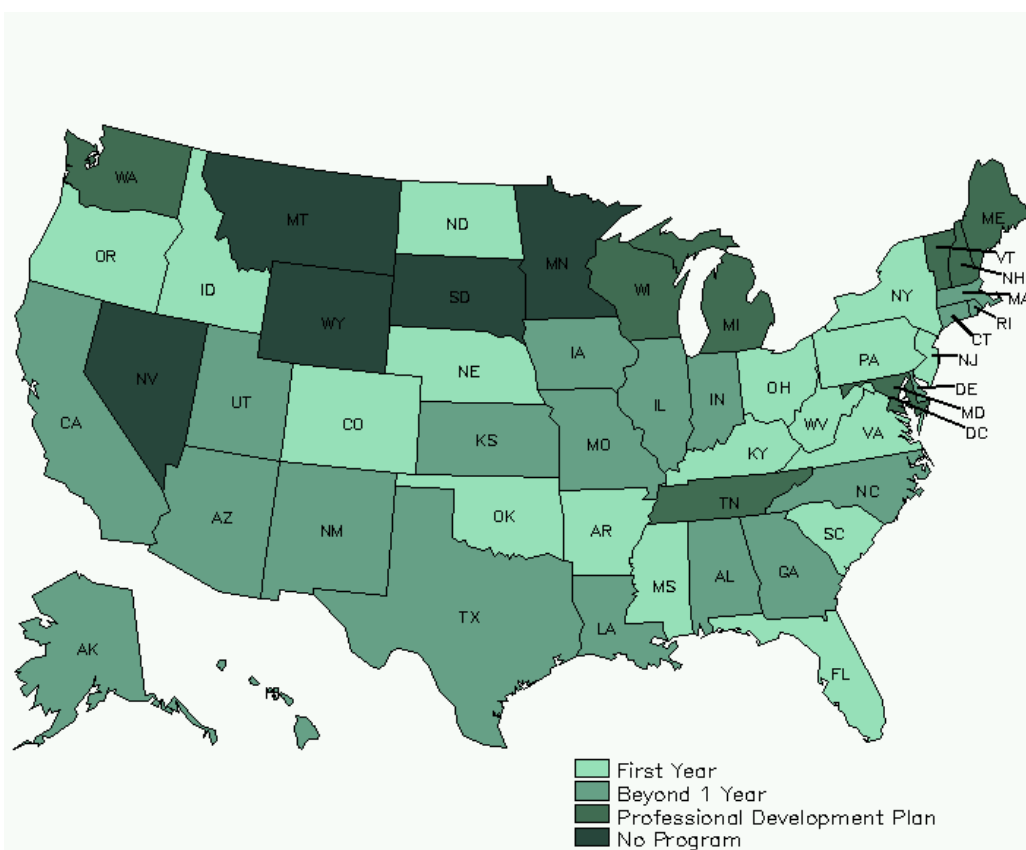 WA
ME
MT
ND
MN
VT
OR
NH
ID
SD
WI
NY
MA
WY
MI
RI
CT
IA
PA
NJ
NV
NE
OH
DE
UT
IL
IN
MD
CA
CO
WV
VA
DC
KS
MO
KY
NC
TN
AZ
NM
OK
AR
SC
MS
AL
GA
TX
LA
AK
FL
First Year
Beyond 1 Year
Professional Development Plan
No Program